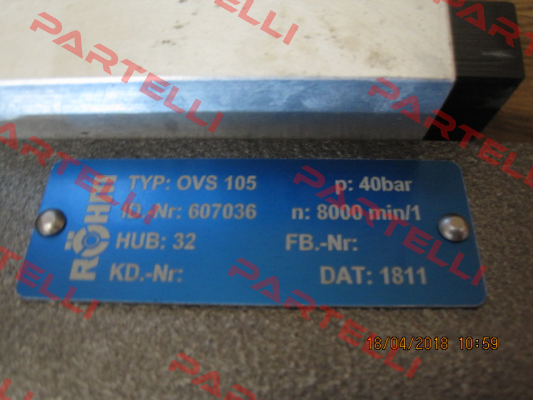 RÖHM
TYP: OVS 105 p: 40bar
ID.-Nr: 607036 n: 8000 min/1
HUB: 32 FB.-Nr:
KD.-Nr: DAT: 1811
18/04/2018 10:59
PARTELLI
PARTELLI
PARTELLI
PARTELLI
PARTELLI
PARTELLI